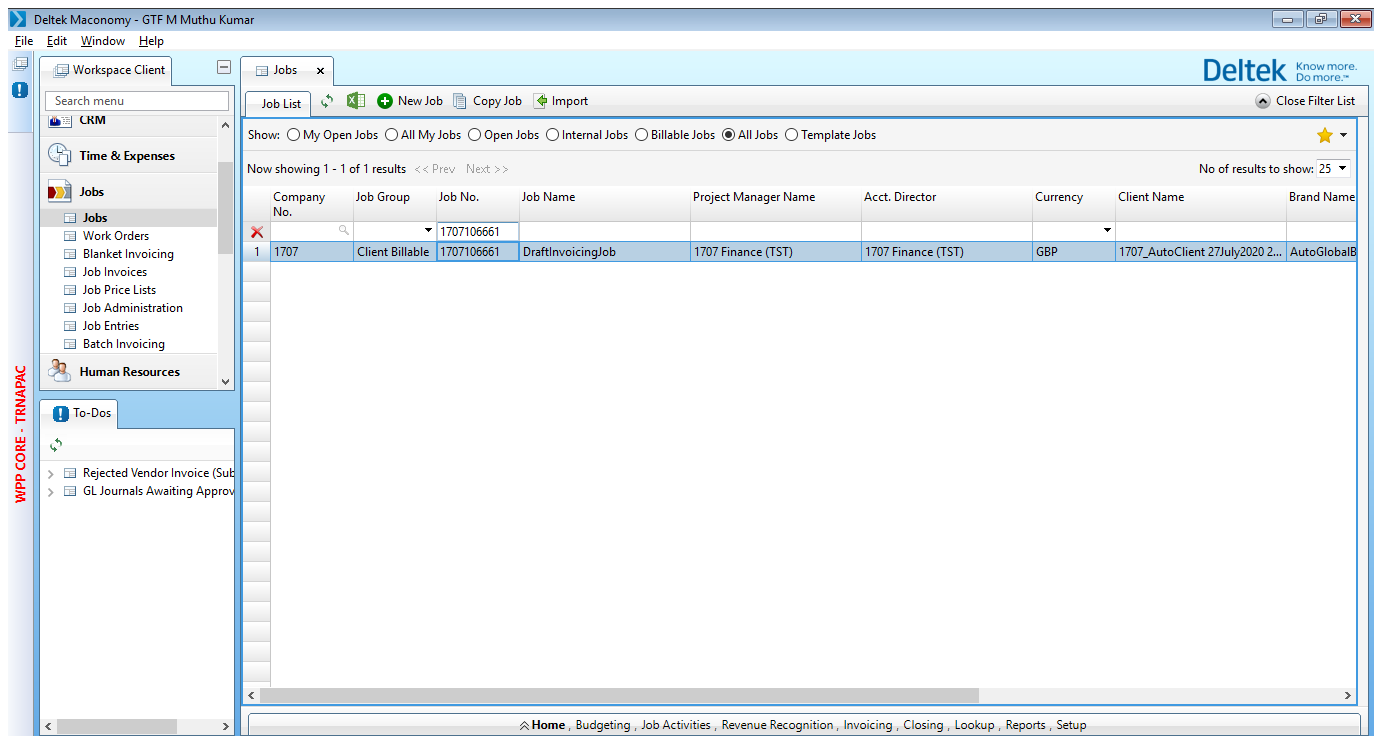 Deltek Maconomy - GTF M Muthu Kumar
File Edit Window Help
Workspace Client
Jobs
Deltek Know more. Do more.™
Search menu
Job List New Job Copy Job Import Close Filter List
CRM
Time & Expenses
Jobs
Jobs
Work Orders
Blanket Invoicing
Job Invoices
Job Price Lists
Job Administration
Job Entries
Batch Invoicing
Human Resources
WPP CORE - TRNAPAC
To-Dos
Rejected Vendor Invoice (Sub
GL Journals Awaiting Approv
Show: My Open Jobs All My Jobs Open Jobs Internal Jobs Billable Jobs All Jobs Template Jobs
Now showing 1 - 1 of 1 results << Prev Next >> No of results to show: 25
Company No. Job Group Job No. Job Name Project Manager Name Acct. Director Currency Client Name Brand Name
1707106661
1 1707 Client Billable 1707106661 DraftInvoicingJob 1707 Finance (TST) 1707 Finance (TST) GBP 1707_AutoClient 27July2020 2... AutoGlobalB
Home , Budgeting , Job Activities , Revenue Recognition , Invoicing , Closing , Lookup , Reports , Setup